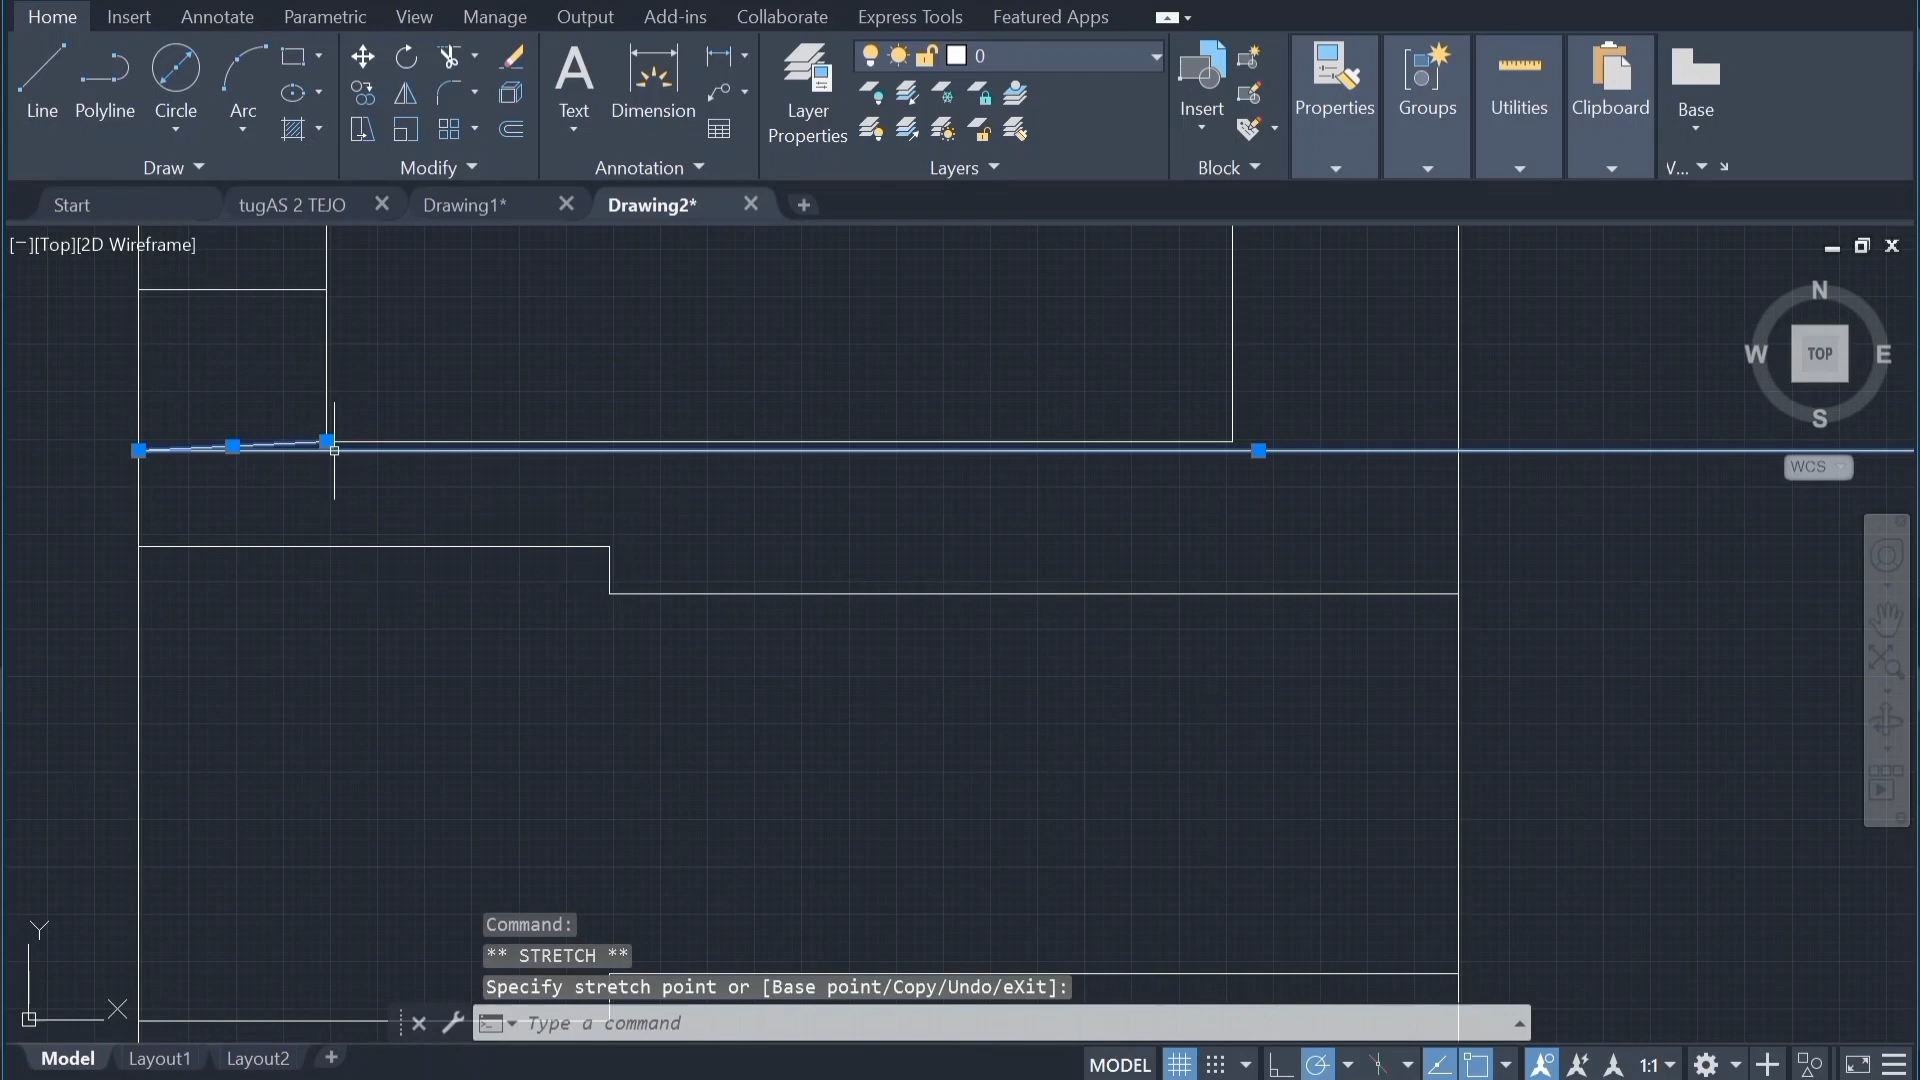 Home Insert Annotate Parametric View Manage Output Add-ins Collaborate Express Tools Featured Apps
0
Line Polyline Circle Arc Text Dimension Layer Properties Insert Properties Groups Utilities Clipboard Base
Draw Modify Annotation Layers Block V...
Start tugAS 2 TEJO Drawing1* Drawing2*
[−][Top][2D Wireframe]
N
W TOP E
S
WCS
Y
X
Command:
** STRETCH **
Specify stretch point or [Base point/Copy/Undo/eXit]:
Type a command
Model Layout1 Layout2
MODEL 1:1